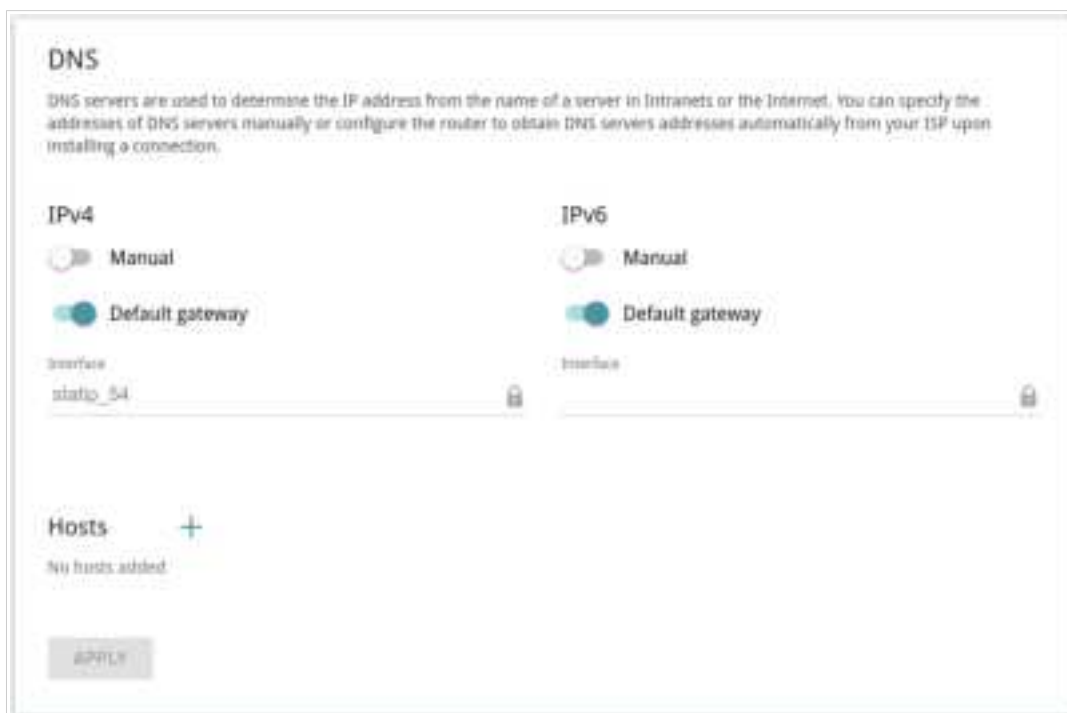 DNS
DNS servers are used to determine the IP address from the name of a server in Intranets or the Internet. You can specify the
addresses of DNS servers manually or configure the router to obtain DNS servers addresses automatically from your ISP upon
installing a connection.
IPv4
IPv6
Manual
Manual
Default gateway
Default gateway
Interface
Interface
statip_54
Hosts +
No hosts added
APPLY